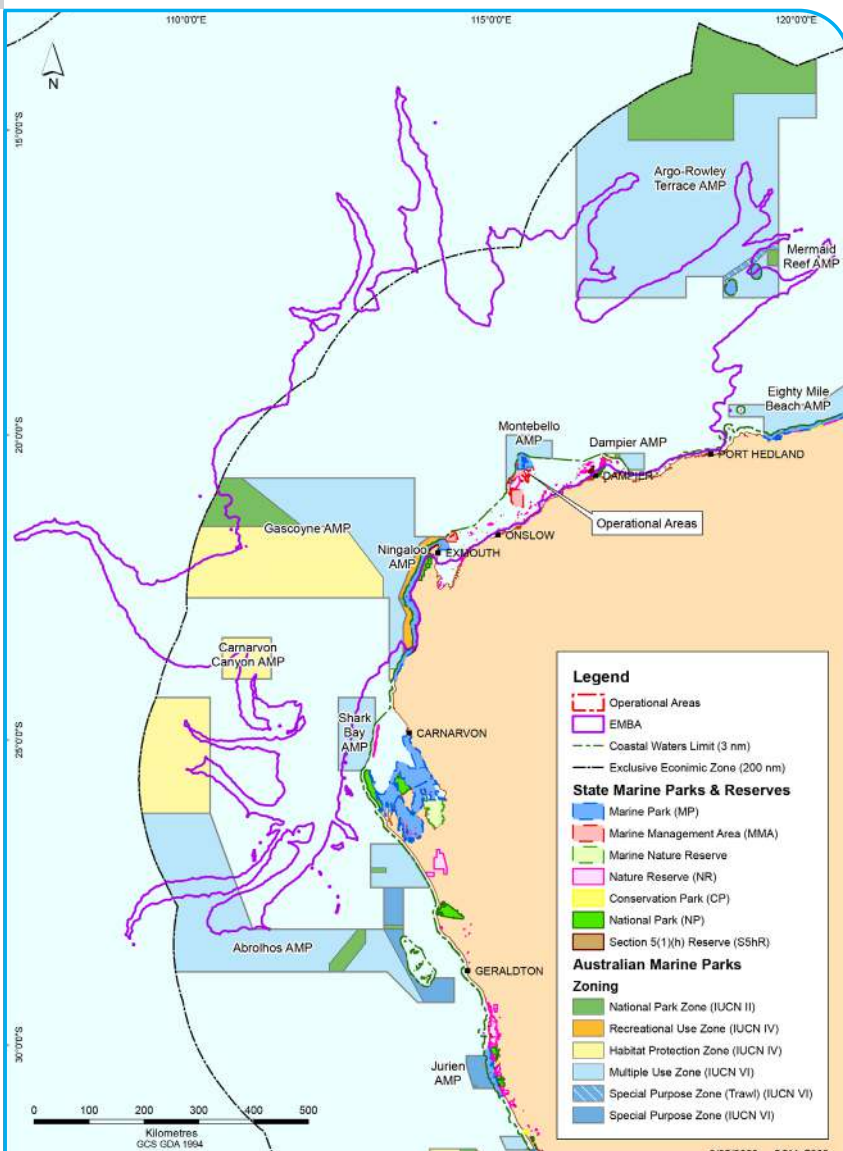 110°0'0"E
115°0'0"E
120°0'0"E
N
15°0'0"S
Argo-Rowley
Terrace AMP
Mermaid
Reef AMP
20°0'0"S
Eighty Mile
Beach AMP
Montebello
AMP
Dampier AMP
PORT HEDLAND
DAMPIER
Operational Areas
Gascoyne AMP
ONSLOW
Ningaloo
AMP
EXMOUTH
Carnarvon
Canyon AMP
25°0'0"S
Shark
Bay
AMP
CARNARVON
Abrolhos AMP
GERALDTON
30°0'0"S
Jurien
AMP
Legend
Operational Areas
EMBA
Coastal Waters Limit (3 nm)
Exclusive Econimic Zone (200 nm)
State Marine Parks & Reserves
Marine Park (MP)
Marine Management Area (MMA)
Marine Nature Reserve
Nature Reserve (NR)
Conservation Park (CP)
National Park (NP)
Section 5(1)(h) Reserve (S5hR)
Australian Marine Parks
Zoning
National Park Zone (IUCN II)
Recreational Use Zone (IUCN IV)
Habitat Protection Zone (IUCN IV)
Multiple Use Zone (IUCN VI)
Special Purpose Zone (Trawl) (IUCN VI)
Special Purpose Zone (IUCN VI)
0 100 200 300 400 500
Kilometres
GCS GDA 1994